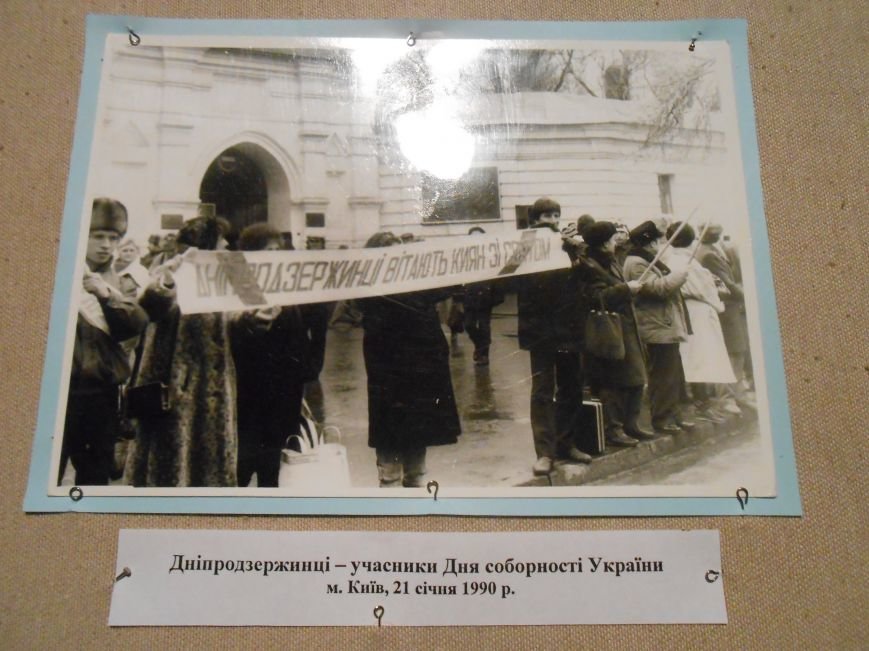 ДНІПРОДЗЕРЖИНЦІ ВІТАЮТЬ КИЯН ЗІ СВЯТОМ
Дніпродзержинці – учасники Дня соборності України
м. Київ, 21 січня 1990 р.